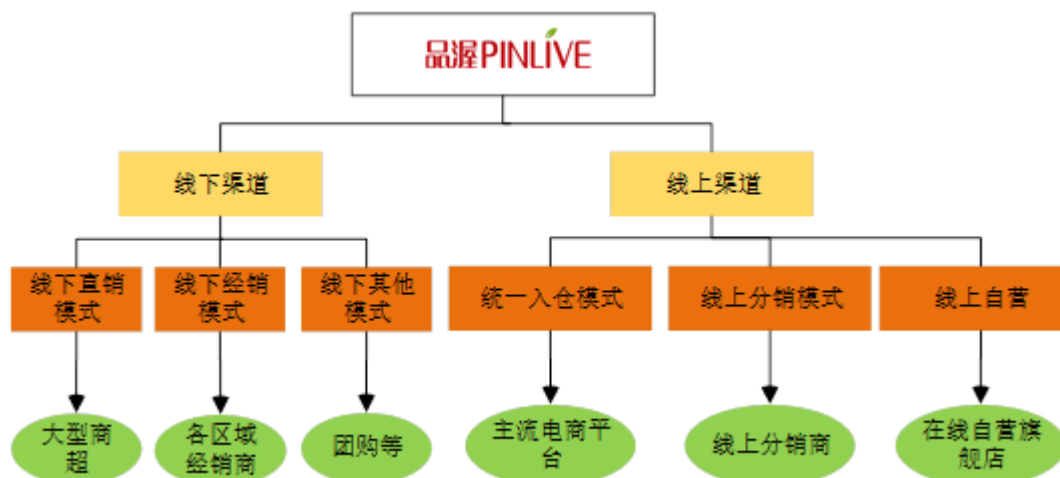 品渥PINLIVE
线下渠道
线上渠道
线下直销
模式
线下经销
模式
线下其他
模式
统一入仓模式
线上分销模式
线上自营
大型商
超
各区域
经销商
团购等
主流电商平
台
线上分销商
在线自营旗
舰店